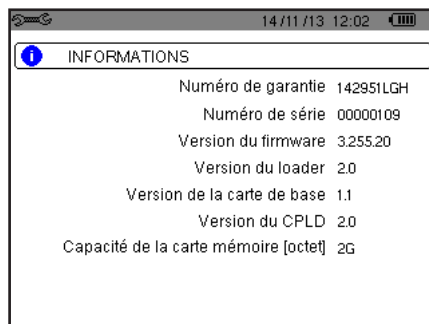 14/11/13 12:02
i INFORMATIONS
Numéro de garantie 142951LGH
Numéro de série 00000109
Version du firmware 3.255.20
Version du loader 2.0
Version de la carte de base 1.1
Version du CPLD 2.0
Capacité de la carte mémoire [octet] 2G